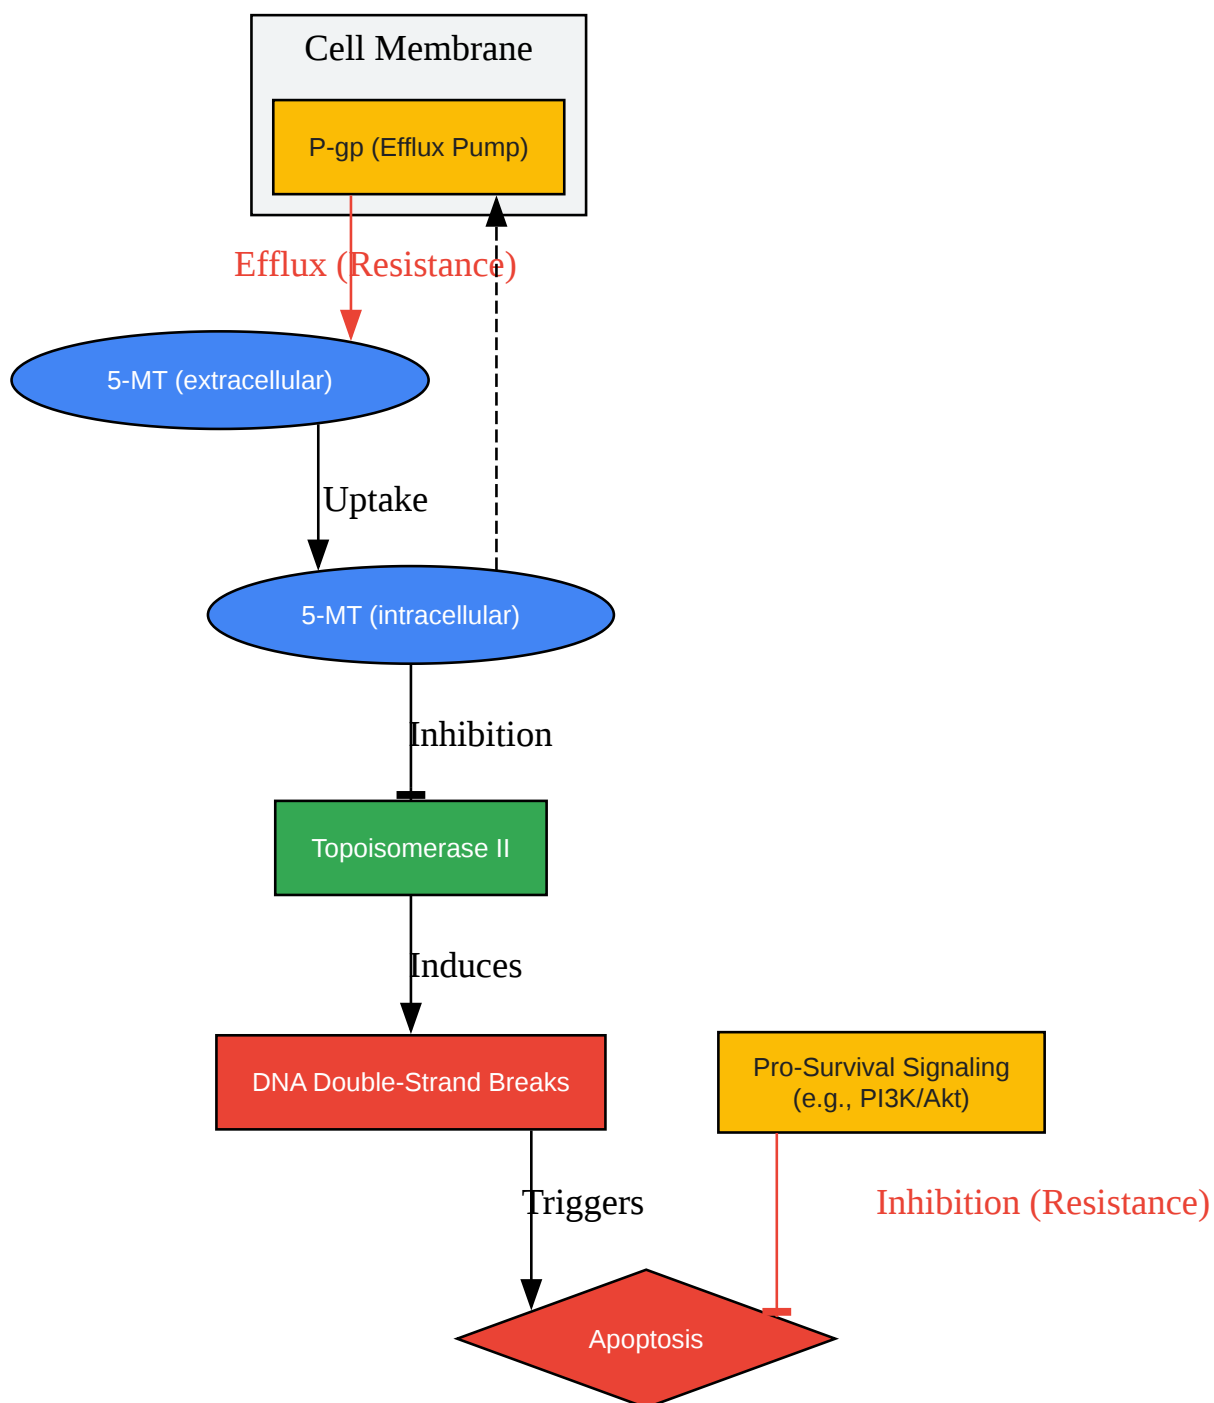 Cell Membrane
P-gp (Efflux Pump)
Efflux (Resistance)
5-MT (extracellular)
Uptake
5-MT (intracellular)
Inhibition
Topoisomerase II
Induces
DNA Double-Strand Breaks
Pro-Survival Signaling
(e.g., PI3K/Akt)
Triggers
Inhibition (Resistance)
Apoptosis